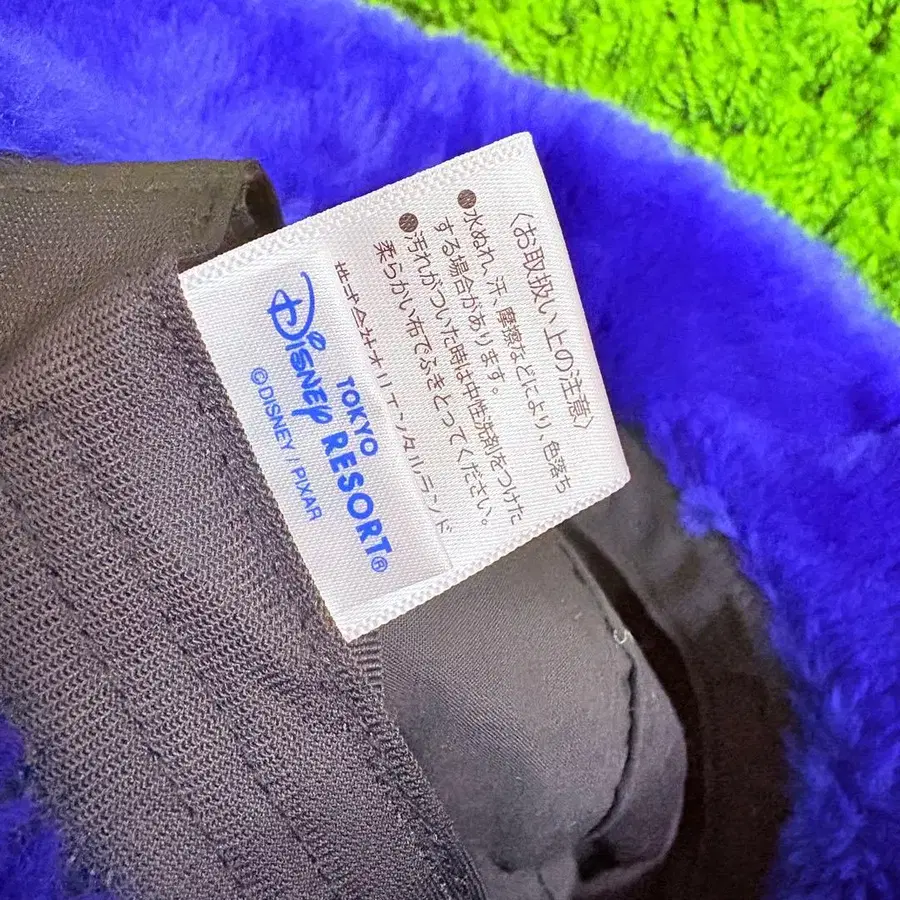 〈お取扱い上の注意〉
●水ぬれ、汗、摩擦などにより、色落ち
する場合があります。
●汚れがついた時は中性洗剤をつけた
柔らかい布でふきとってください。
株式会社オリエンタルランド
TOKYO
DISNEY RESORT®
©DISNEY / PIXAR